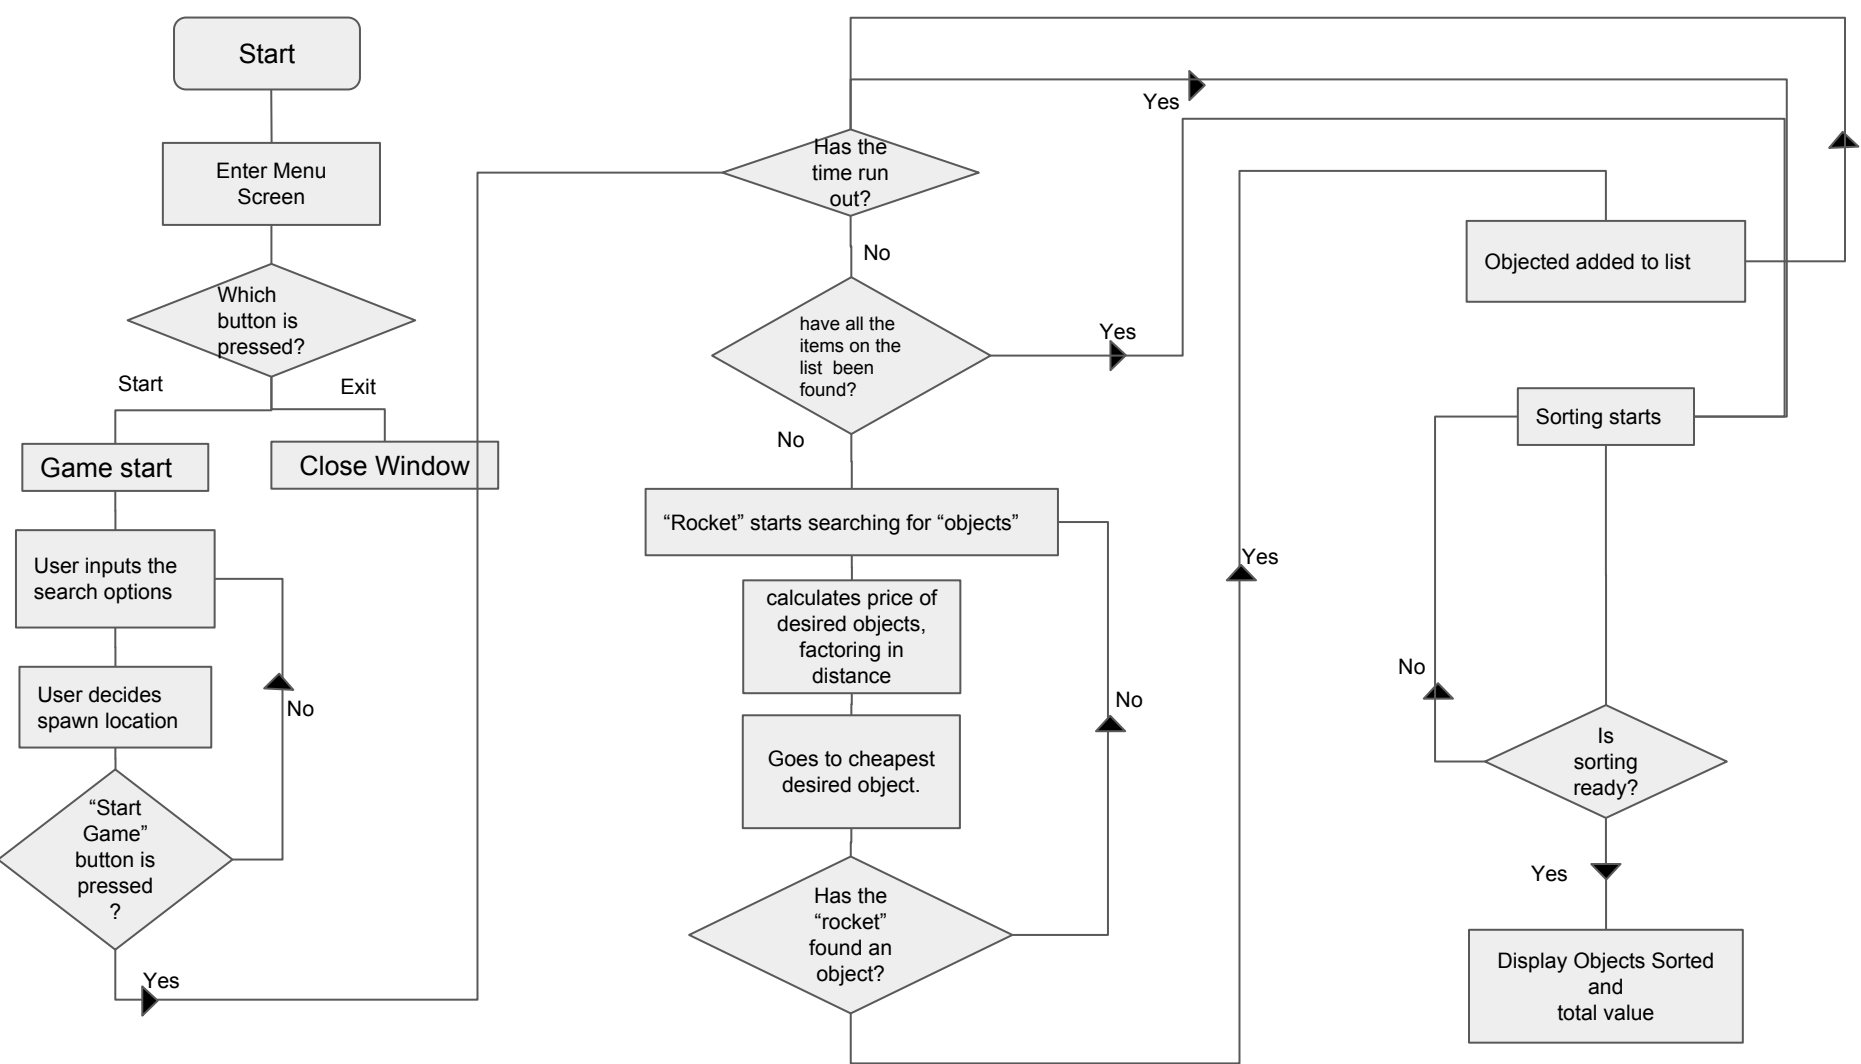 Start
Enter Menu
Screen
Which
button is
pressed?
Start
Exit
Game start
Close Window
User inputs the
search options
User decides
spawn location
No
“Start
Game”
button is
pressed
?
Yes
Has the
time run
out?
Yes
No
have all the
items on the
list  been
found?
Yes
No
“Rocket” starts searching for “objects”
calculates price of
desired objects,
factoring in
distance
Goes to cheapest
desired object.
No
Has the
“rocket”
found an
object?
Yes
Objected added to list
Sorting starts
No
Is
sorting
ready?
Yes
Display Objects Sorted
and
total value